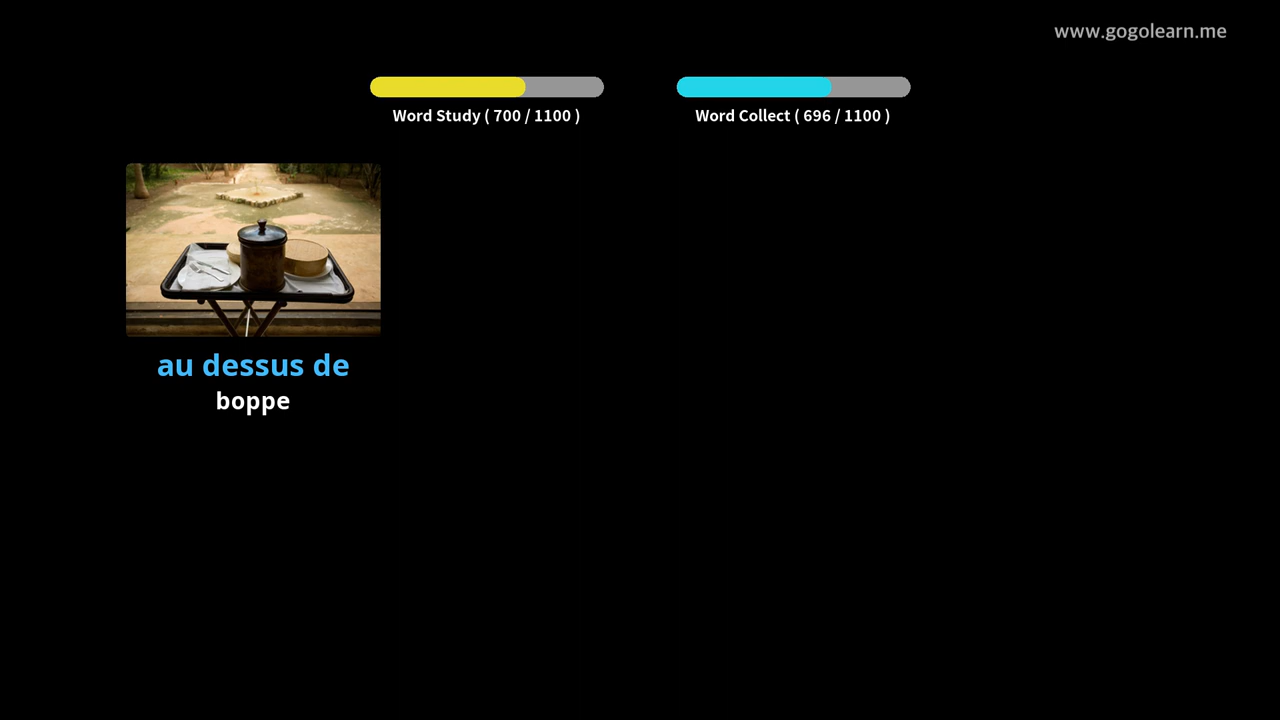 www.gogolearn.me
Word Study ( 700 / 1100 )
Word Collect ( 696 / 1100 )
au dessus de
boppe